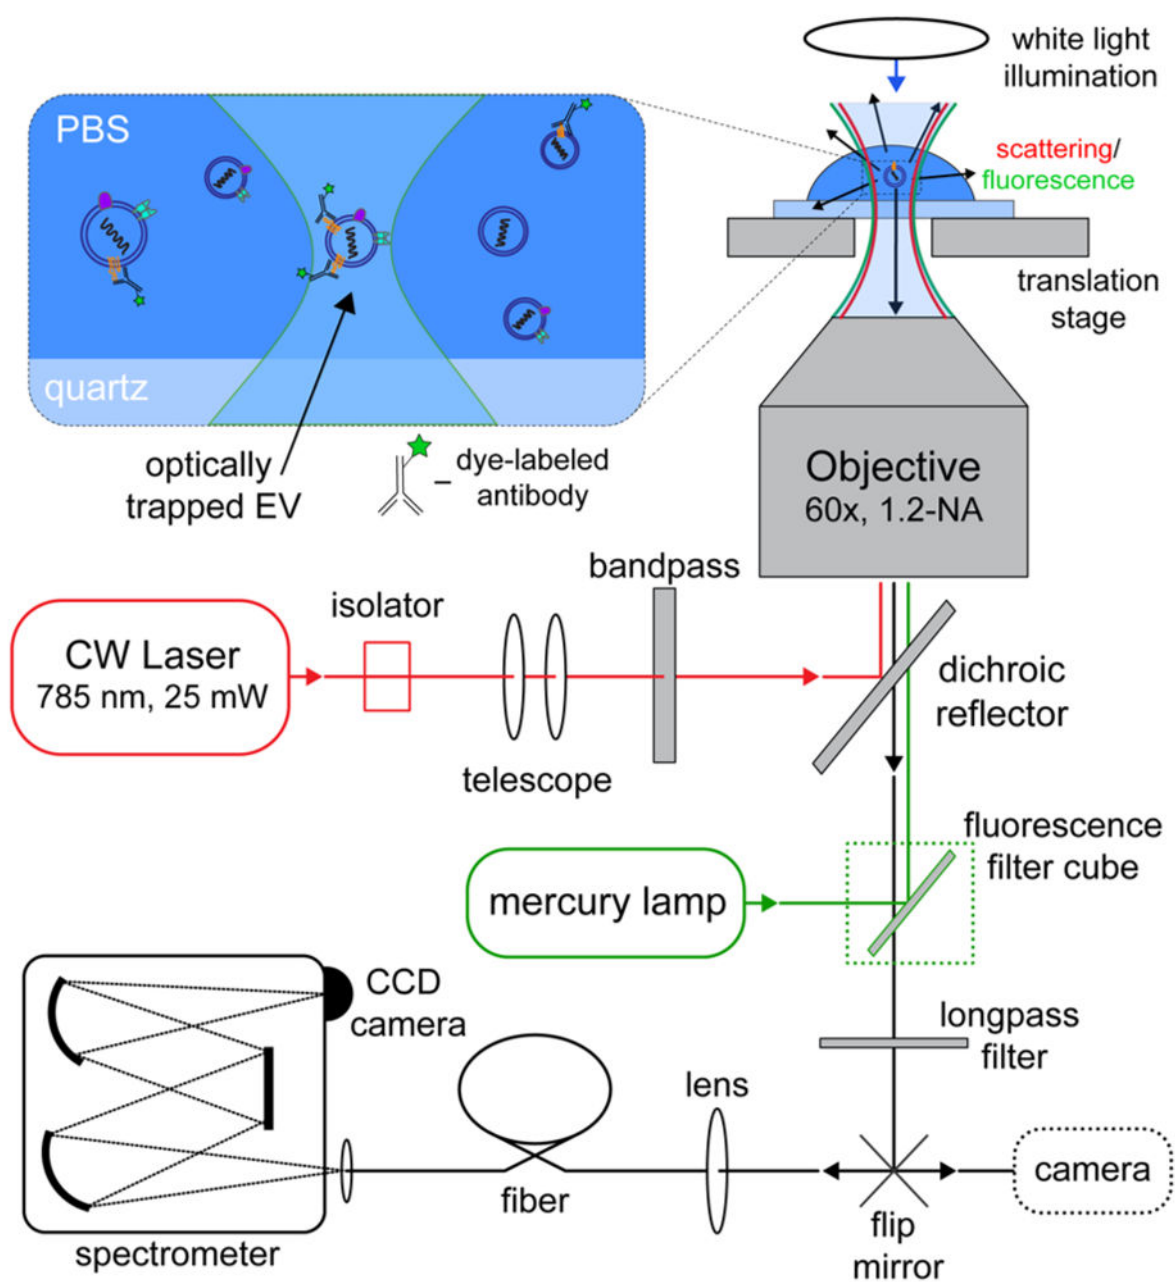 white light
illumination
PBS
scattering/
fluorescence
quartz
translation
stage
optically
trapped EV
dye-labeled
antibody
Objective
60x, 1.2-NA
bandpass
isolator
CW Laser
785 nm, 25 mW
telescope
dichroic
reflector
fluorescence
filter cube
mercury lamp
CCD
camera
longpass
filter
lens
fiber
camera
flip
mirror
spectrometer